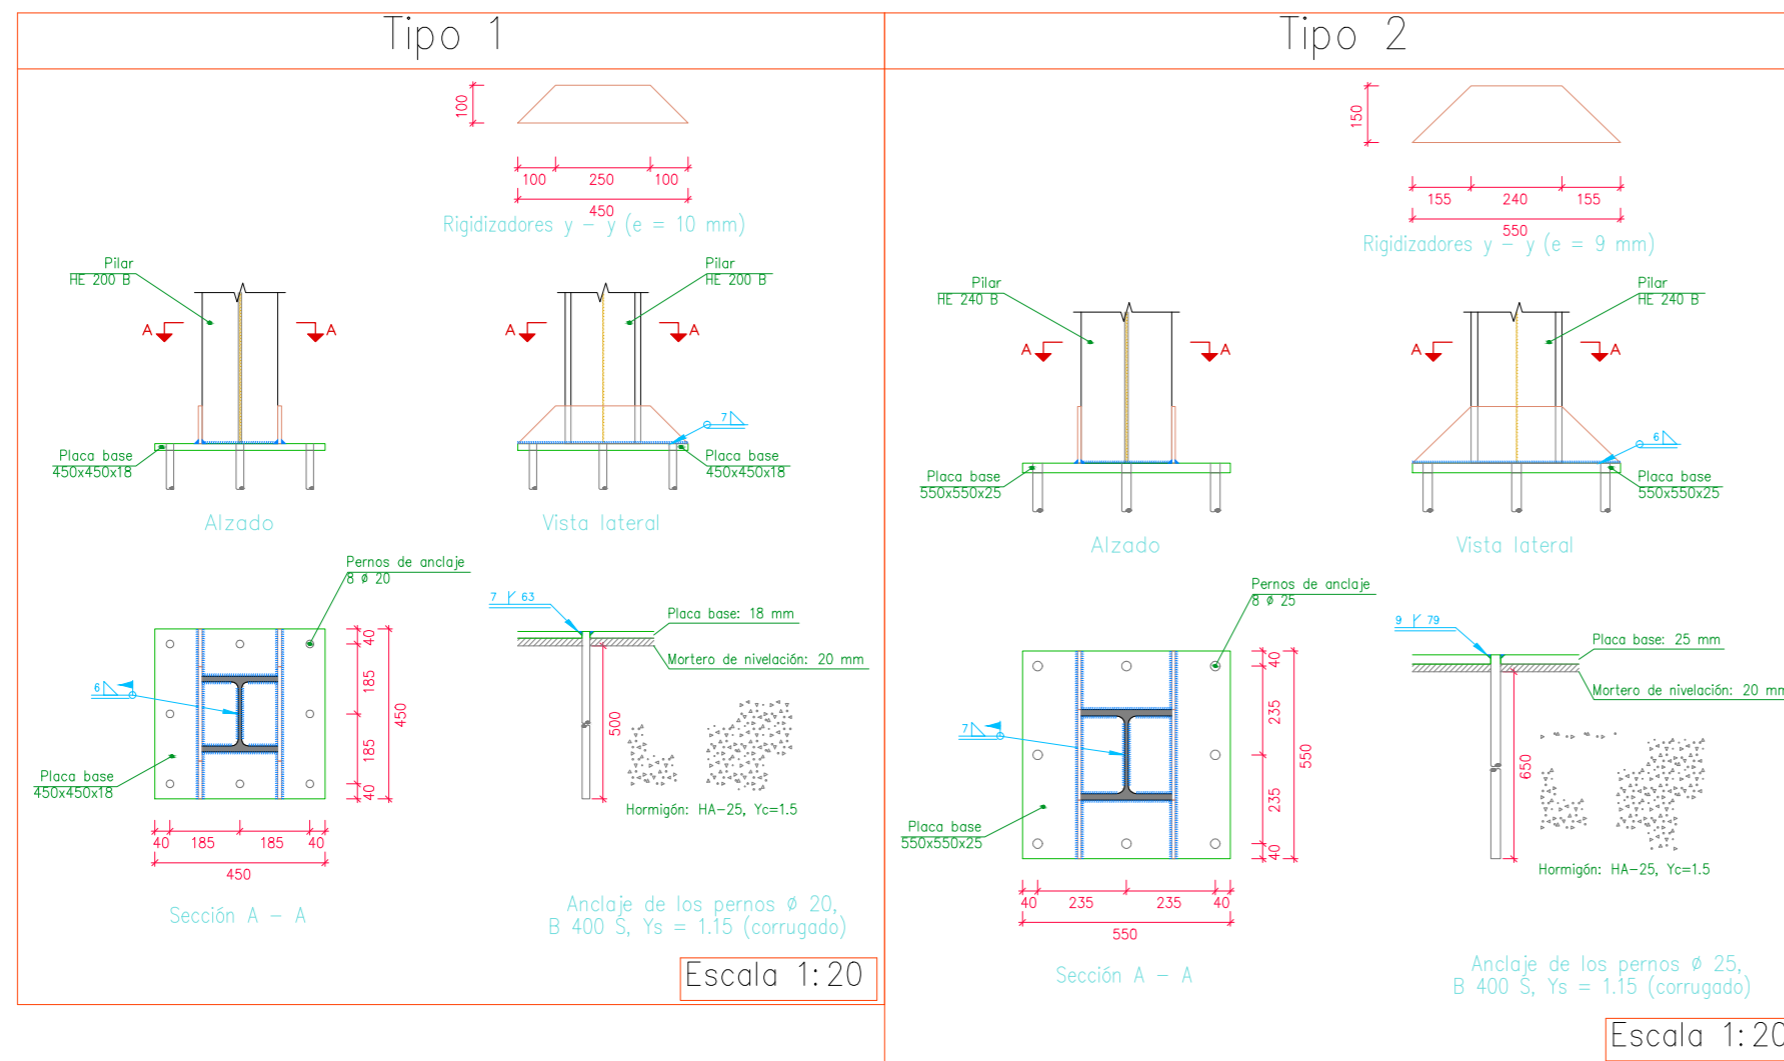 Tipo 1
100
100 250 100
450
Rigidizadores y - y (e = 10 mm)
Pilar
HE 200 B
Pilar
HE 200 B
A A
A A
7
Placa base
450x450x18
Placa base
450x450x18
Alzado
Vista lateral
Pernos de anclaje
8 ø 20
7 63
Placa base: 18 mm
Mortero de nivelación: 20 mm
40
185
450
185
40
6
500
Placa base
450x450x18
Hormigón: HA-25, Yc=1.5
40 185 185 40
450
Sección A - A
Anclaje de los pernos ø 20,
B 400 S, Ys = 1.15 (corrugado)
Escala 1:20
Tipo 2
150
155 240 155
550
Rigidizadores y - y (e = 9 mm)
Pilar
HE 240 B
Pilar
HE 240 B
A A
A A
6
Placa base
550x550x25
Placa base
550x550x25
Alzado
Vista lateral
Pernos de anclaje
8 ø 25
9 79
Placa base: 25 mm
Mortero de nivelación: 20 mm
40
235
550
235
40
7
650
Placa base
550x550x25
Hormigón: HA-25, Yc=1.5
40 235 235 40
550
Sección A - A
Anclaje de los pernos ø 25,
B 400 S, Ys = 1.15 (corrugado)
Escala 1:20